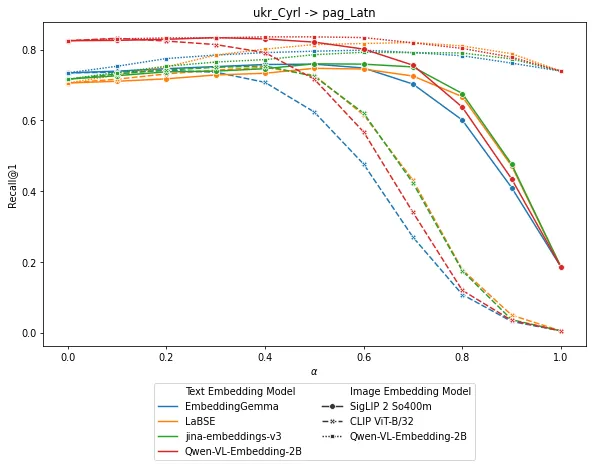 ukr_Cyrl -> pag_Latn
Recall@1
0.8
0.6
0.4
0.2
0.0
0.0 0.2 0.4 0.6 0.8 1.0
α
Text Embedding Model
EmbeddingGemma
LaBSE
jina-embeddings-v3
Qwen-VL-Embedding-2B
Image Embedding Model
SigLIP 2 So400m
CLIP ViT-B/32
Qwen-VL-Embedding-2B